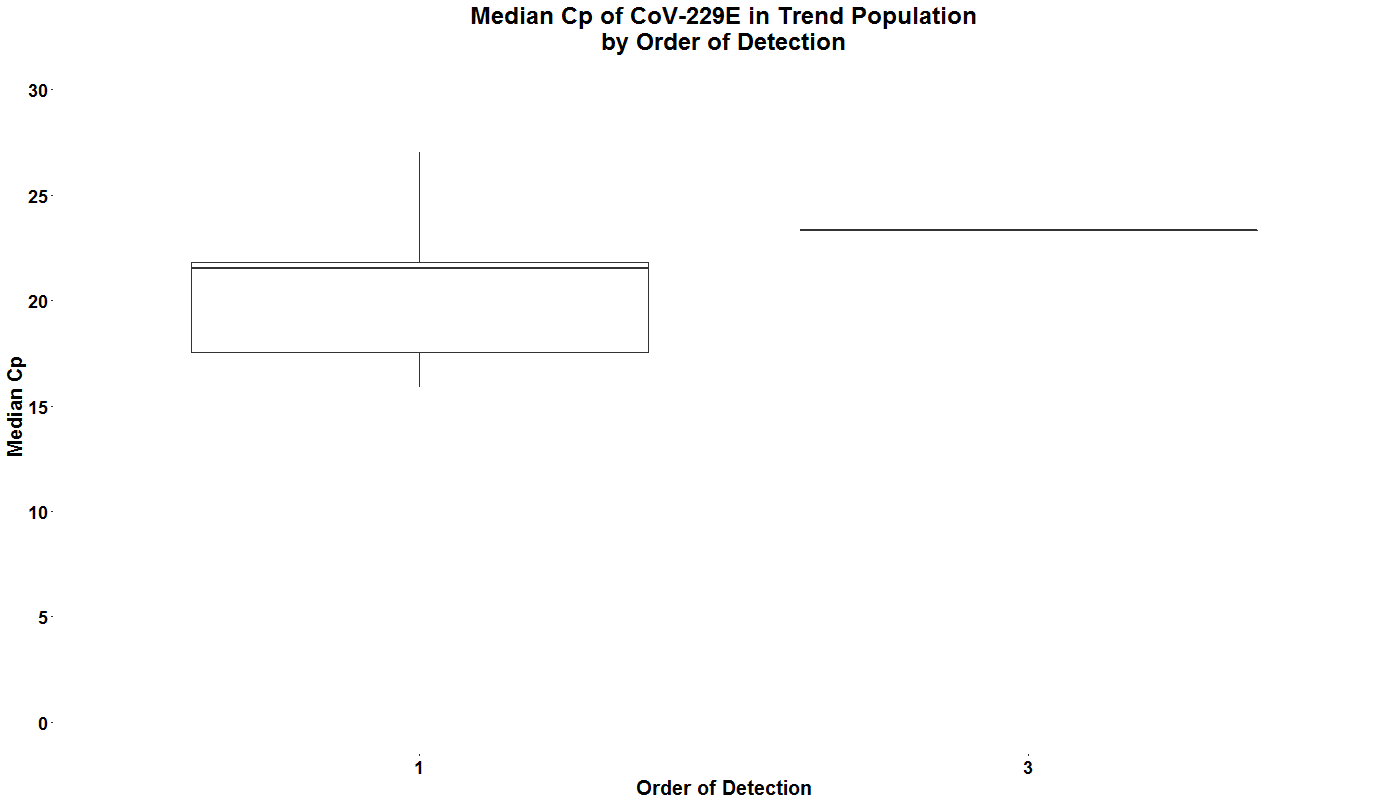 Median Cp of CoV-229E in Trend Population
by Order of Detection
30
25
20
15
10
5
0
Median Cp
1
3
Order of Detection